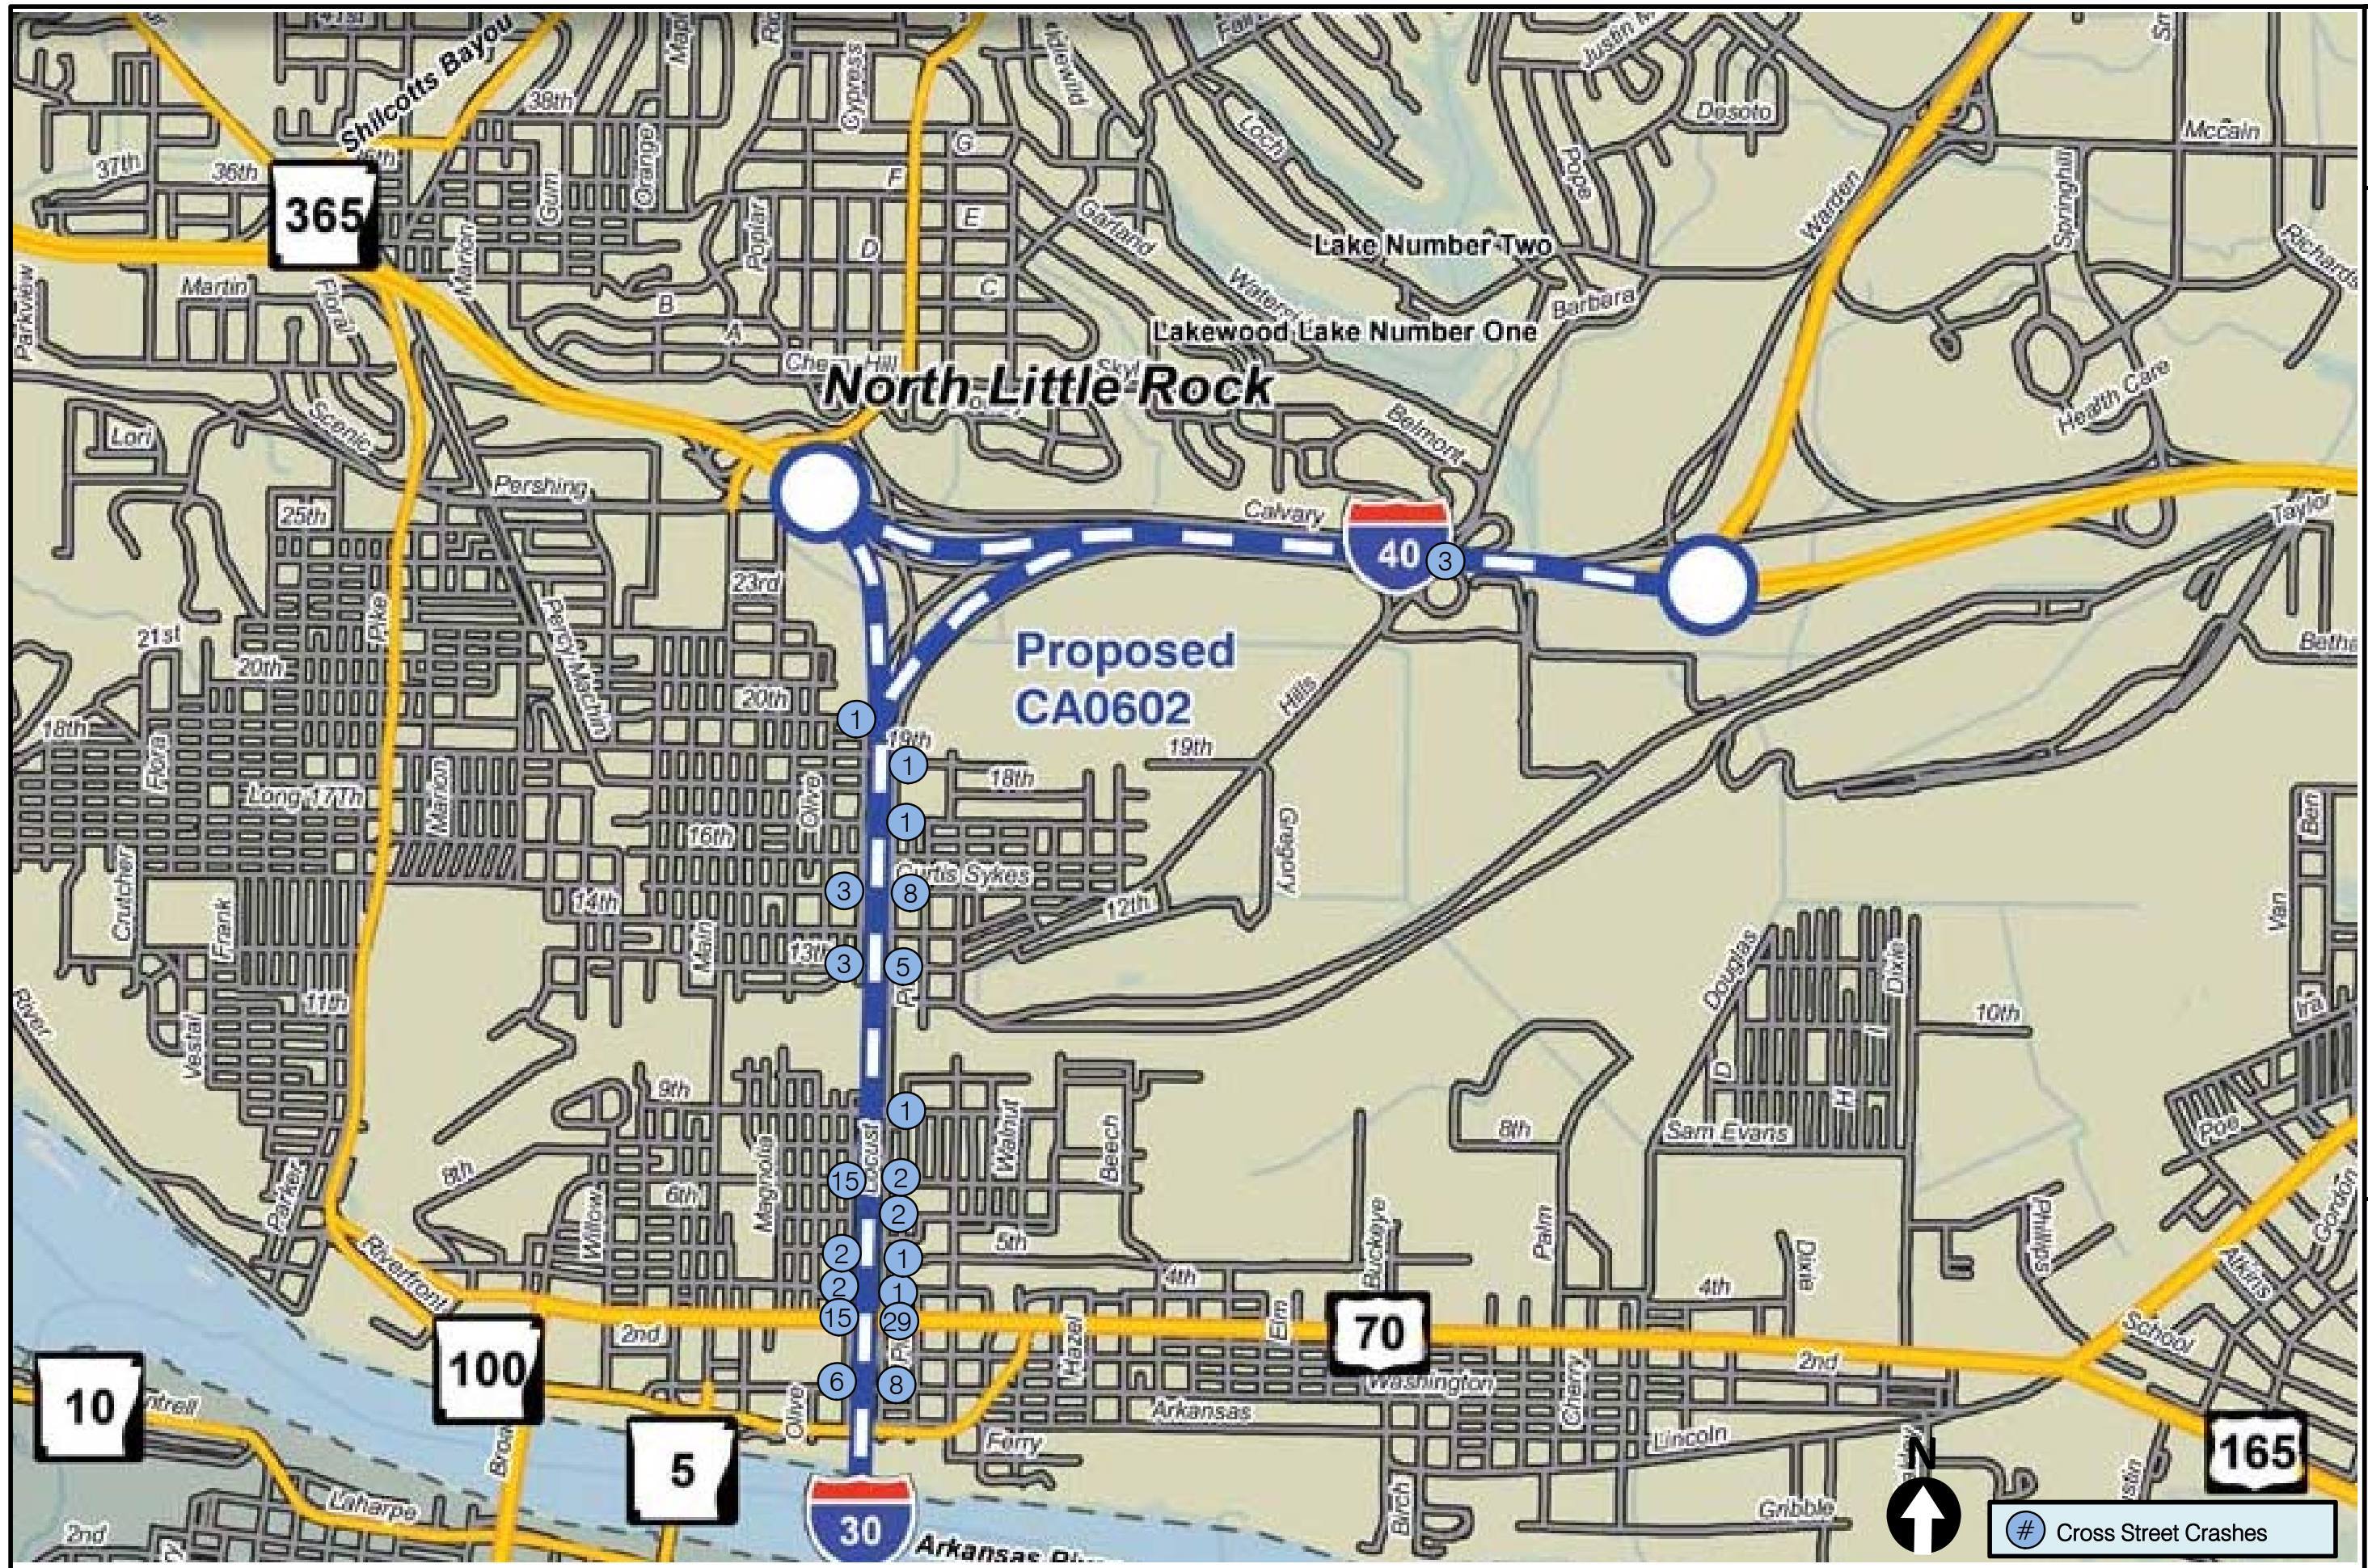 41st
Shilcotts Bayou
38th
37th
36th
365
Orange
Gum
Marion
Martin
Floral
Parkview
Poplar
Cypress
G
F
E
D
C
B
A
Garland
Loch
Pope
Desoto
Mccain
Springhill
Warden
Lake Number Two
Barbara
Lakewood Lake Number One
North Little Rock
Belmont
Health Care
Lori
Scenic
Pershing
25th
Calvary
40
3
Taylor
23rd
Pike
Percy Machin
21st
20th
20th
Proposed
CA0602
Hills
1
19th
1
19th
18th
18th
Flora
Long 17Th
Marion
Olive
16th
1
Gregory
Curtis Sykes
3
8
14th
12th
Crutcher
Frank
Main
13th
3
5
11th
River
Vestal
Douglas
Dixie
10th
I
D
H
Ben
Van
Ira
9th
1
Locust
Walnut
Beech
8th
Sam Evans
Poe
Parker
8th
6th
Magnolia
Willow
15
2
2
Buckeye
Palm
Phillips
Gordon
Riverfront
2
1
5th
2
1
4th
4th
Dixie
Atkins
15
29
2nd
Elm
70
School
100
Hazel
2nd
6
8
Washington
Cherry
10
Olive
Arkansas
5
Ferry
Lincoln
N
165
Laharpe
2nd
30
Birch
Gribble
# Cross Street Crashes